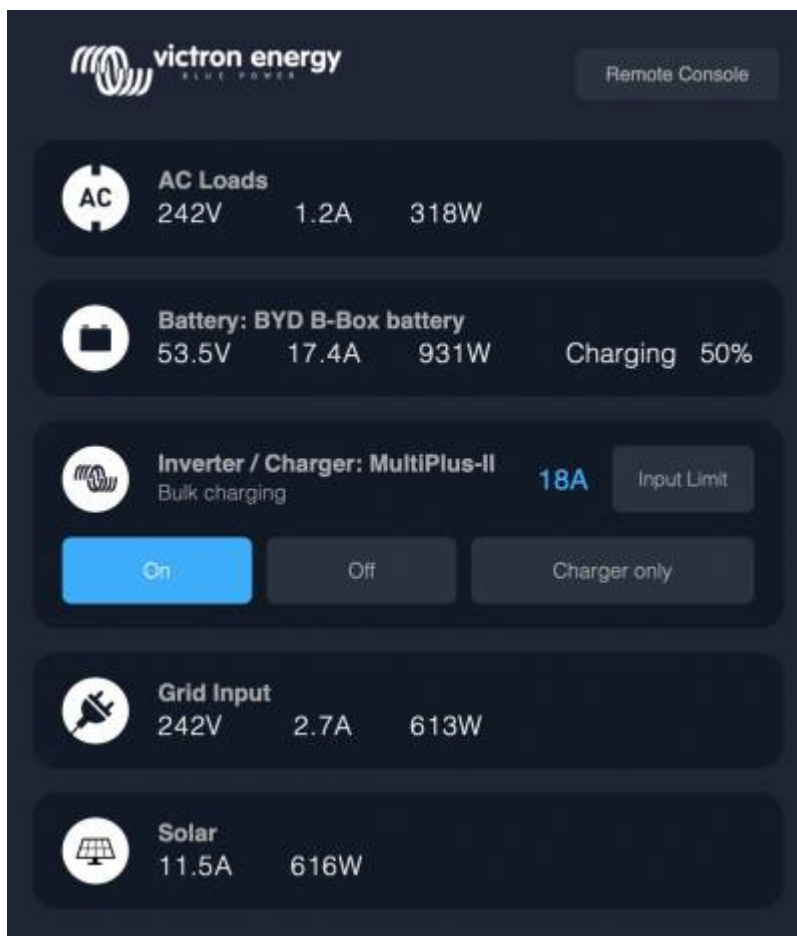 victron energy
BLUE POWER
Remote Console
AC
AC Loads
242V 1.2A 318W
Battery: BYD B-Box battery
53.5V 17.4A 931W Charging 50%
Inverter / Charger: MultiPlus-II
Bulk charging
18A Input Limit
On Off Charger only
Grid Input
242V 2.7A 613W
Solar
11.5A 616W